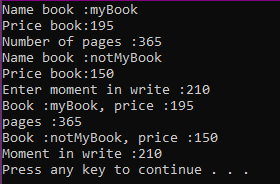 Name book :myBook
Price book:195
Number of pages :365
Name book :notMyBook
Price book:150
Enter moment in write :210
Book :myBook, price :195
pages :365
Book :notMyBook, price :150
Moment in write :210
Press any key to continue . . .